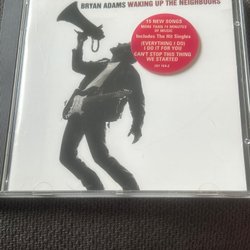 BRYAN ADAMS WAKING UP THE NEIGHBOURS
15 NEW SONGS
MORE THAN 74 MINUTES
OF MUSIC
Includes The Hit Singles
(EVERYTHING I DO)
I DO IT FOR YOU
CAN'T STOP THIS THING
WE STARTED